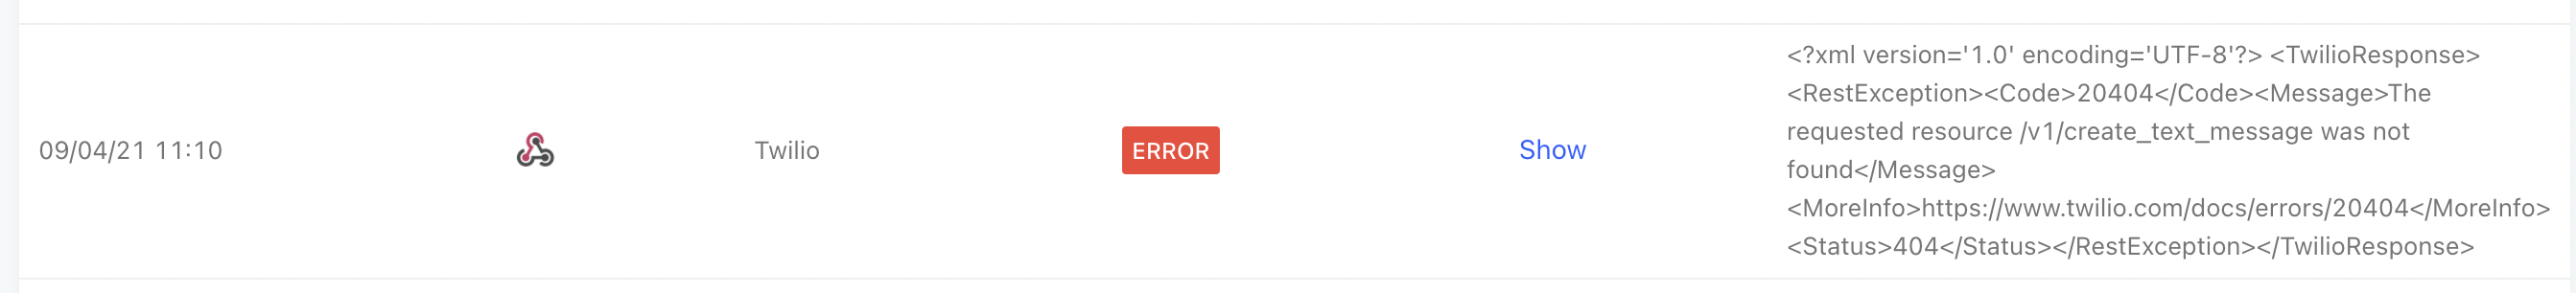 09/04/21 11:10
Twilio
ERROR
Show
<?xml version='1.0' encoding='UTF-8'?> <TwilioResponse>
<RestException><Code>20404</Code><Message>The
requested resource /v1/create_text_message was not
found</Message>
<MoreInfo>https://www.twilio.com/docs/errors/20404</MoreInfo>
<Status>404</Status></RestException></TwilioResponse>